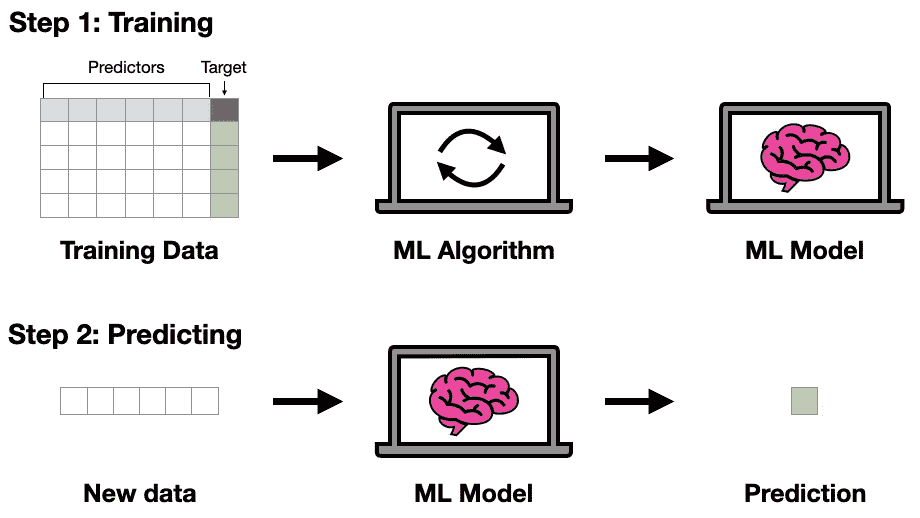 Step 1: Training
Predictors
Target
Training Data
ML Algorithm
ML Model
Step 2: Predicting
New data
ML Model
Prediction